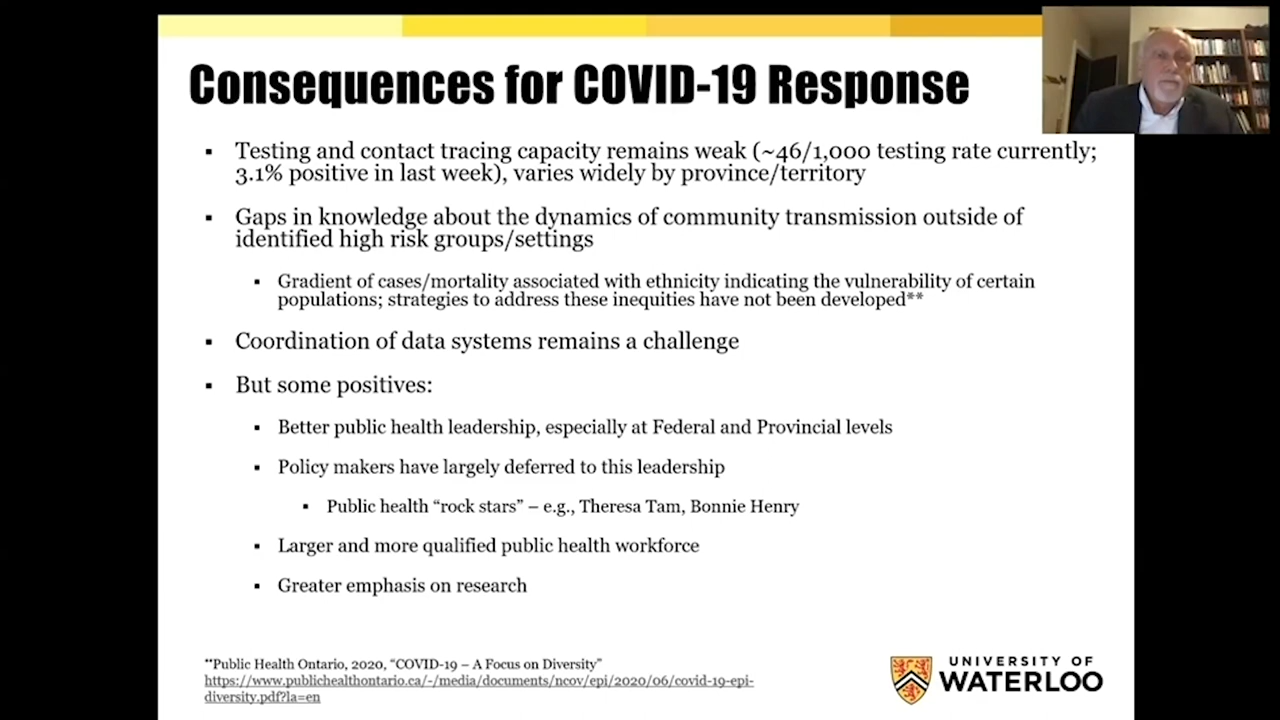 Consequences for COVID-19 Response
▪ Testing and contact tracing capacity remains weak (~46/1,000 testing rate currently;
3.1% positive in last week), varies widely by province/territory
▪ Gaps in knowledge about the dynamics of community transmission outside of
identified high risk groups/settings
▪ Gradient of cases/mortality associated with ethnicity indicating the vulnerability of certain
populations; strategies to address these inequities have not been developed**
▪ Coordination of data systems remains a challenge
▪ But some positives:
▪ Better public health leadership, especially at Federal and Provincial levels
▪ Policy makers have largely deferred to this leadership
▪ Public health “rock stars” – e.g., Theresa Tam, Bonnie Henry
▪ Larger and more qualified public health workforce
▪ Greater emphasis on research
**Public Health Ontario, 2020, “COVID-19 – A Focus on Diversity”
https://www.publichealthontario.ca/-/media/documents/ncov/epi/2020/06/covid-19-epi-
diversity.pdf?la=en
UNIVERSITY OF
WATERLOO